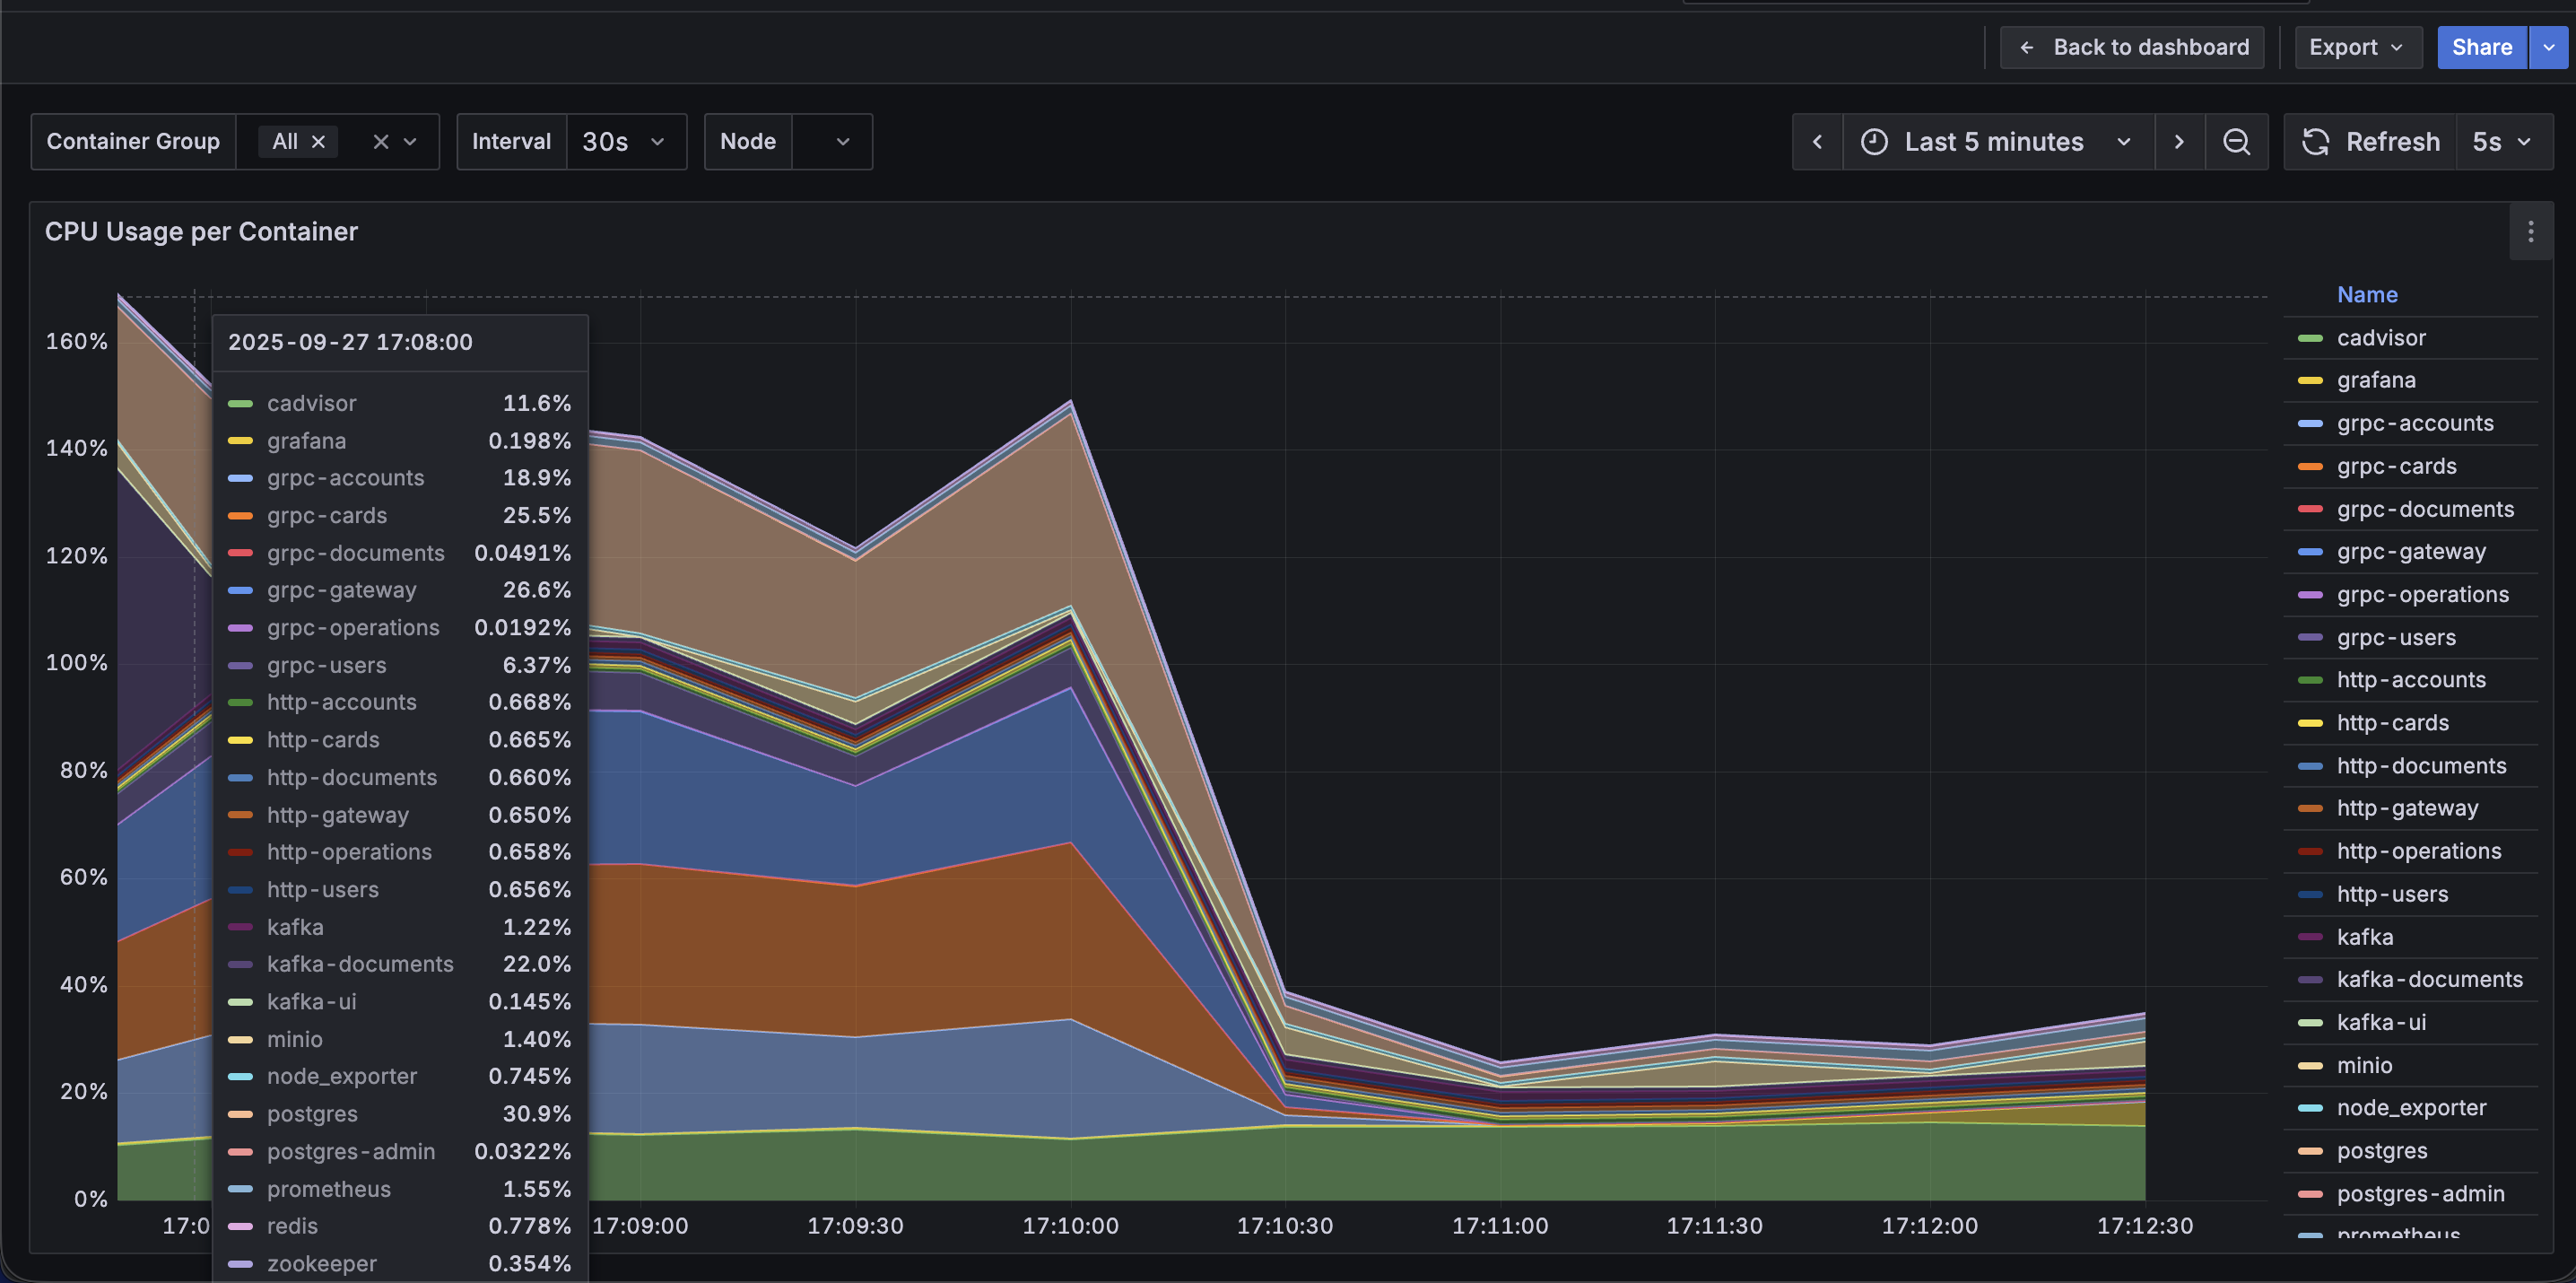 Back to dashboard
Export
Share
Container Group
All
Interval
30s
Node
Last 5 minutes
Refresh
5s
CPU Usage per Container
160%
140%
120%
100%
80%
60%
40%
20%
0%
2025-09-27 17:08:00
cadvisor 11.6%
grafana 0.198%
grpc-accounts 18.9%
grpc-cards 25.5%
grpc-documents 0.0491%
grpc-gateway 26.6%
grpc-operations 0.0192%
grpc-users 6.37%
http-accounts 0.668%
http-cards 0.665%
http-documents 0.660%
http-gateway 0.650%
http-operations 0.658%
http-users 0.656%
kafka 1.22%
kafka-documents 22.0%
kafka-ui 0.145%
minio 1.40%
node_exporter 0.745%
postgres 30.9%
postgres-admin 0.0322%
prometheus 1.55%
redis 0.778%
zookeeper 0.354%
17:0
17:09:00
17:09:30
17:10:00
17:10:30
17:11:00
17:11:30
17:12:00
17:12:30
Name
cadvisor
grafana
grpc-accounts
grpc-cards
grpc-documents
grpc-gateway
grpc-operations
grpc-users
http-accounts
http-cards
http-documents
http-gateway
http-operations
http-users
kafka
kafka-documents
kafka-ui
minio
node_exporter
postgres
postgres-admin
prometheus